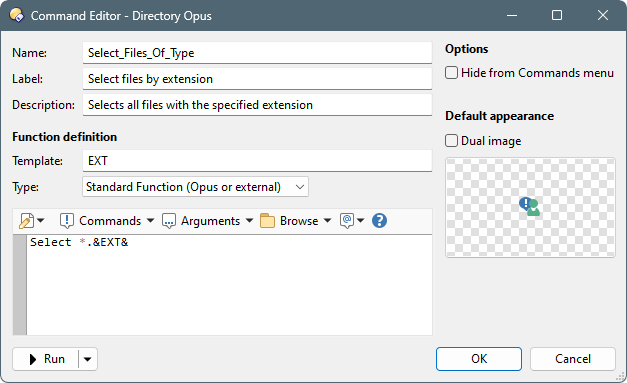 Command Editor - Directory Opus
Name: Select_Files_Of_Type
Label: Select files by extension
Description: Selects all files with the specified extension
Function definition
Template: EXT
Type: Standard Function (Opus or external)
Commands Arguments Browse @ ?
Select *.&EXT&
Options
Hide from Commands menu
Default appearance
Dual image
Run
OK Cancel